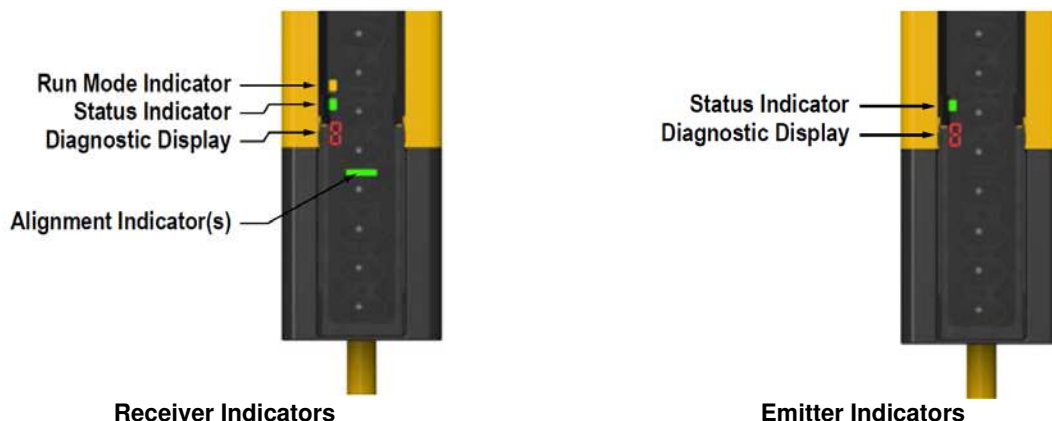 Run Mode Indicator
Status Indicator
Diagnostic Display
Alignment Indicator(s)
Receiver Indicators
Status Indicator
Diagnostic Display
Emitter Indicators